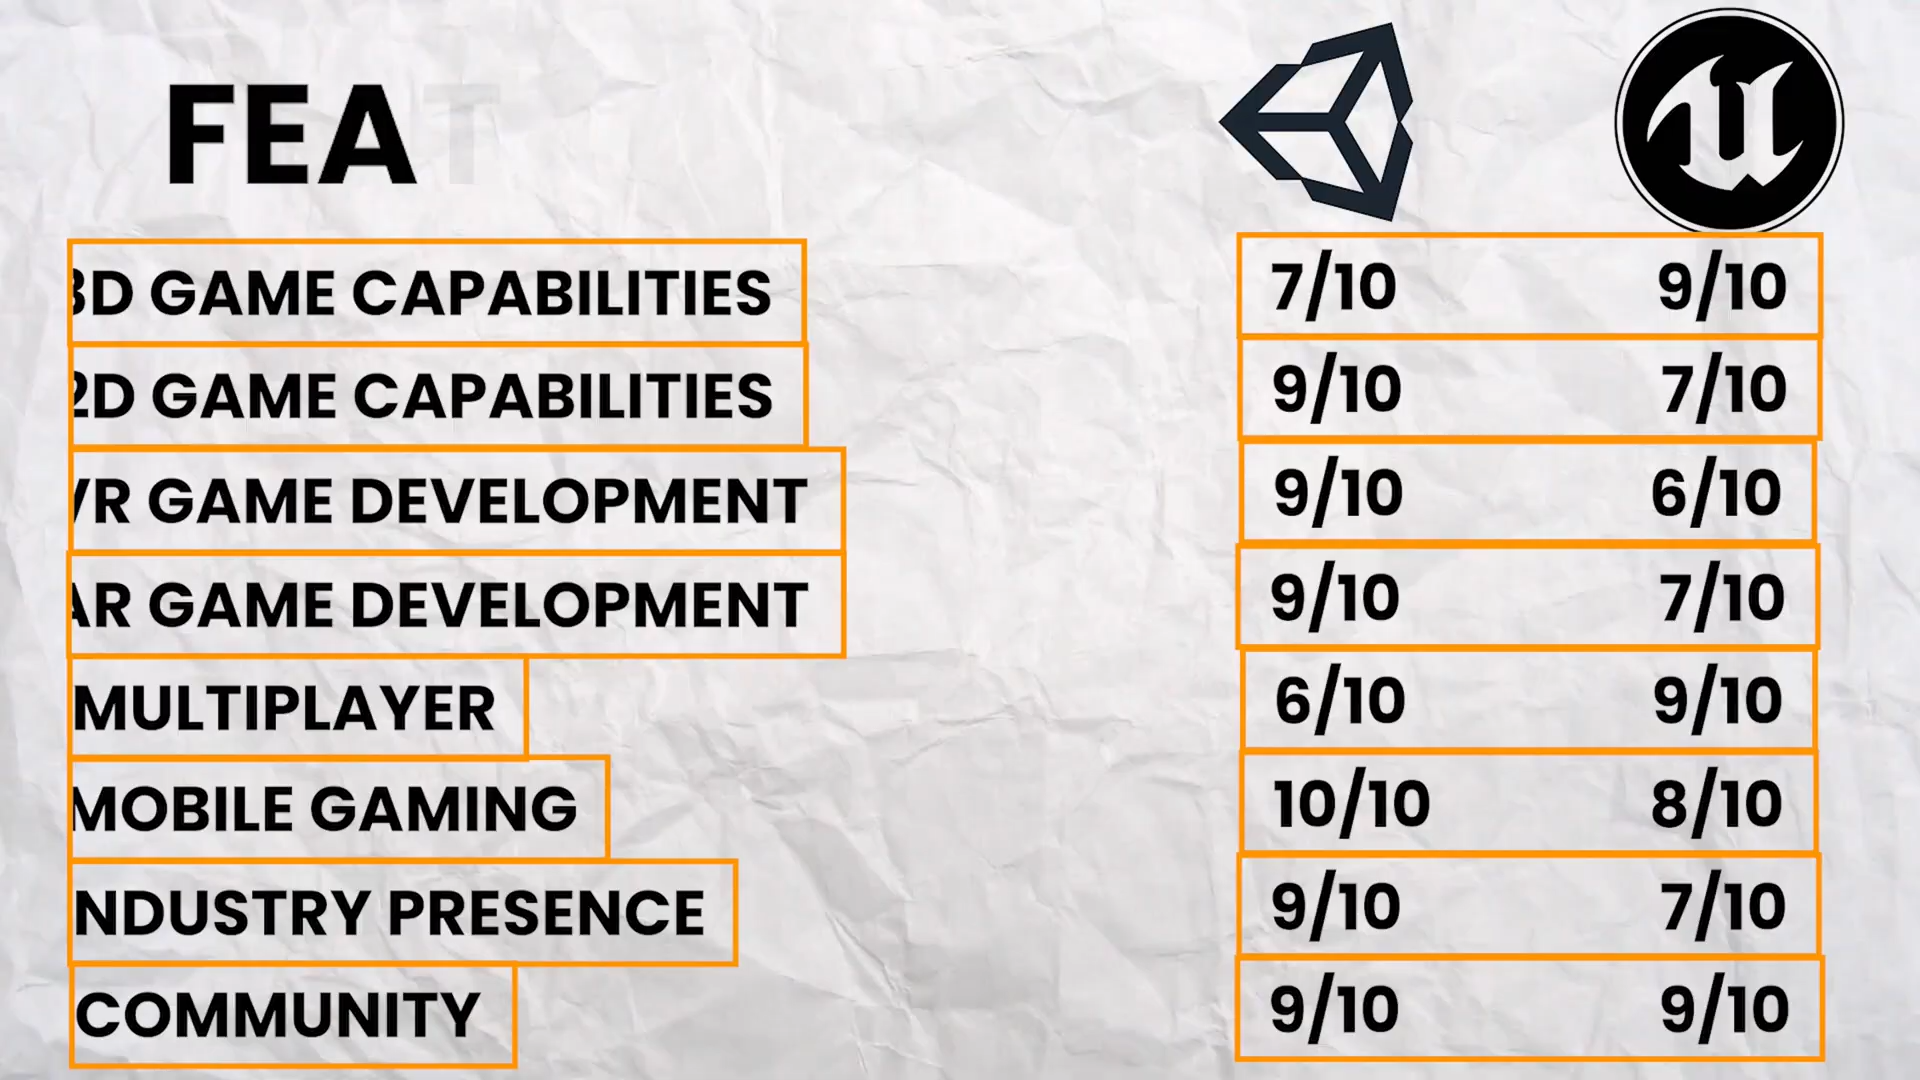 FEAT
3D GAME CAPABILITIES 7/10 9/10
2D GAME CAPABILITIES 9/10 7/10
VR GAME DEVELOPMENT 9/10 6/10
AR GAME DEVELOPMENT 9/10 7/10
MULTIPLAYER 6/10 9/10
MOBILE GAMING 10/10 8/10
NDUSTRY PRESENCE 9/10 7/10
COMMUNITY 9/10 9/10